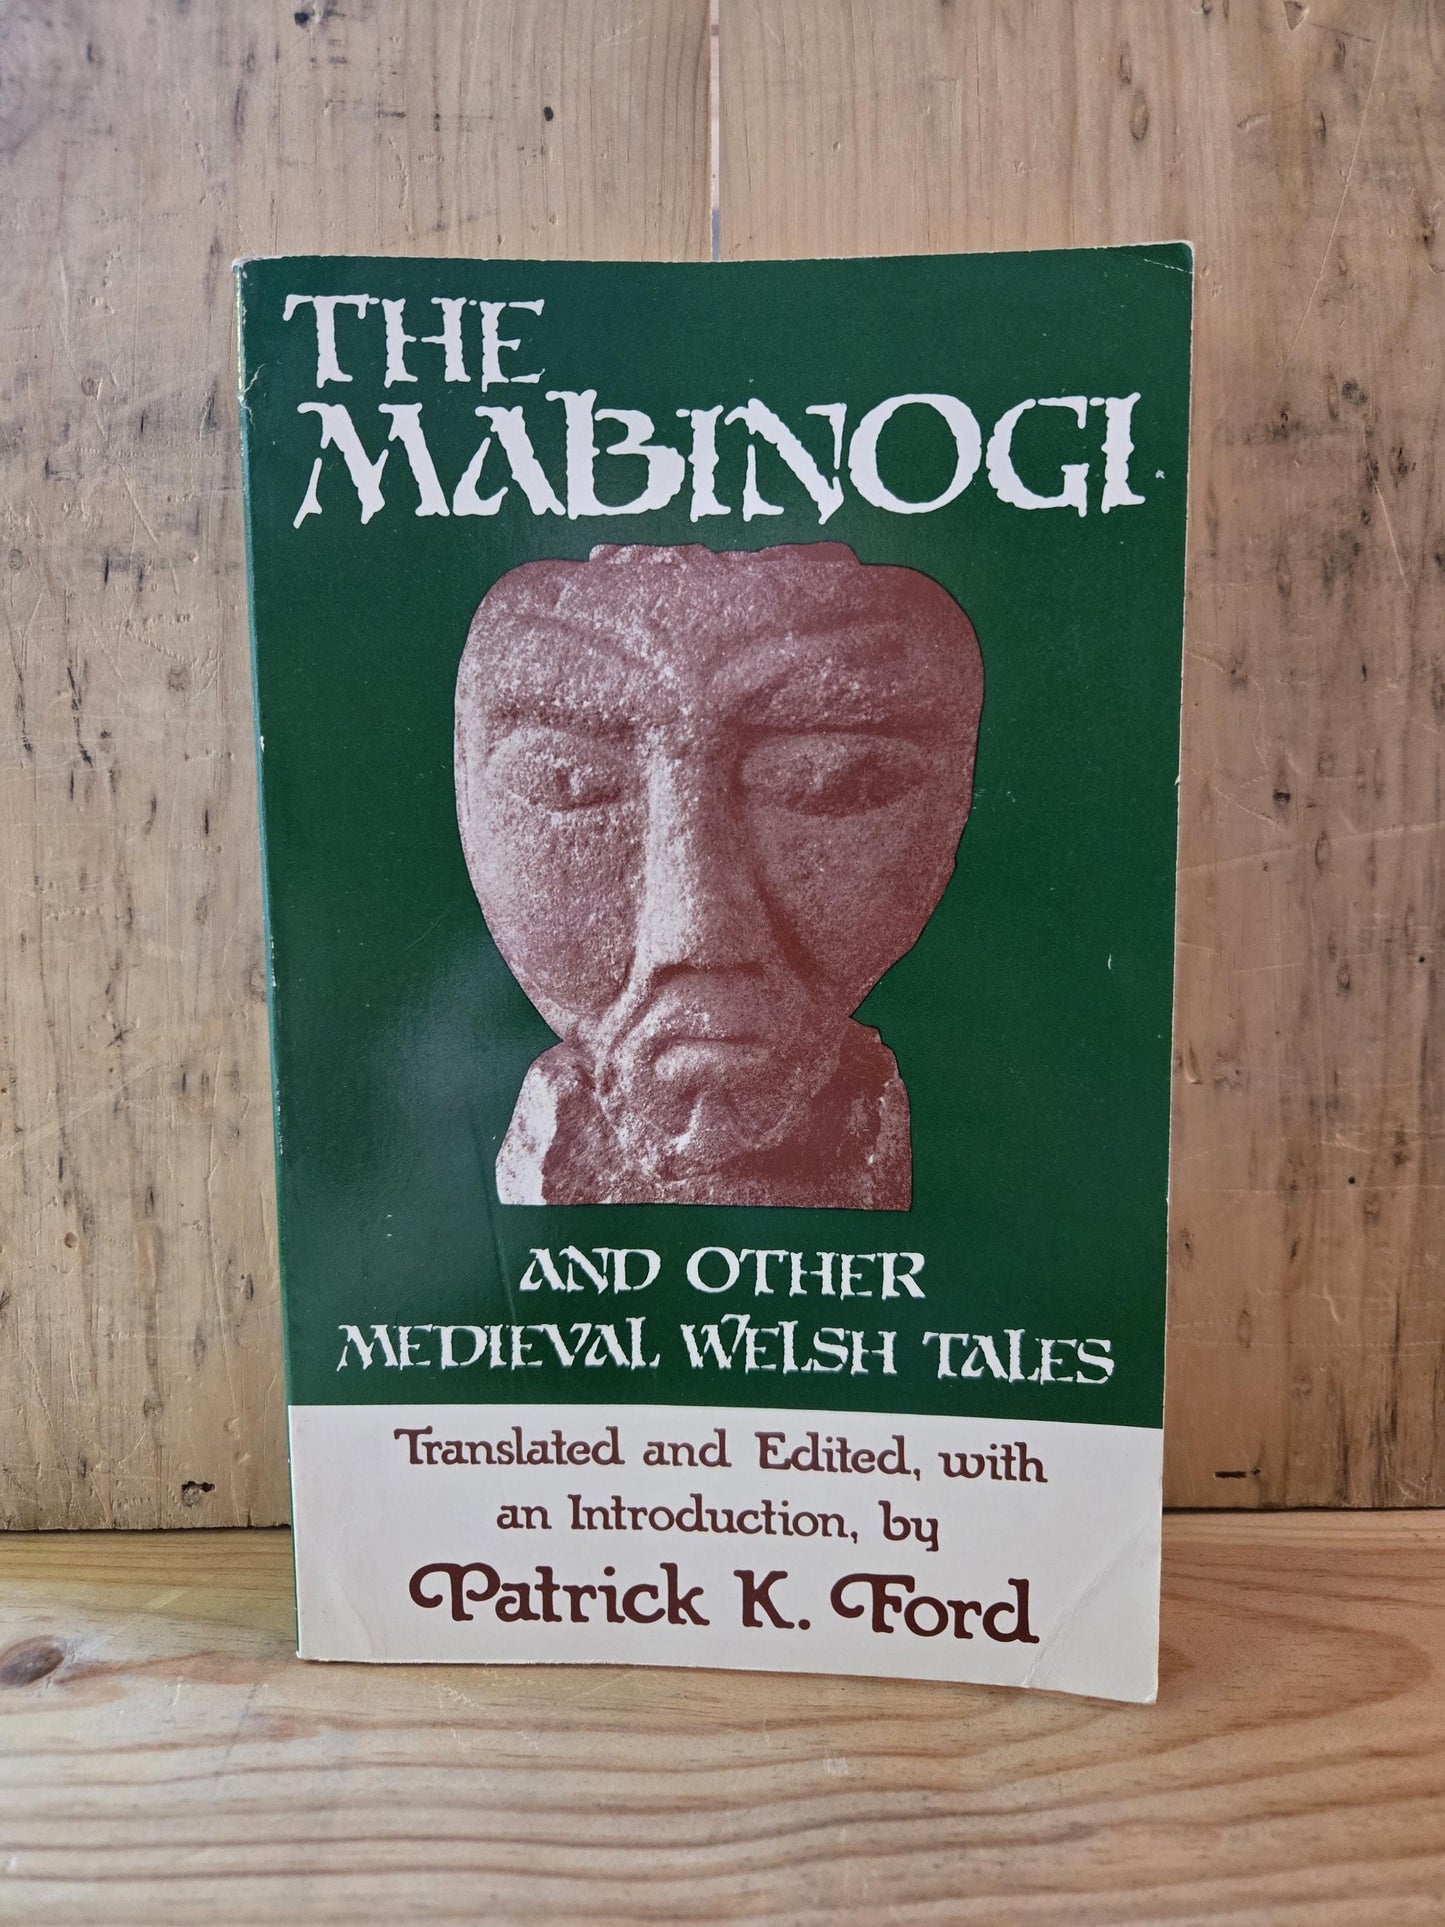 THE
MABINOGI
AND OTHER
MEDIEVAL WELSH TALES
Translated and Edited, with
an Introduction, by
Patrick K. Ford